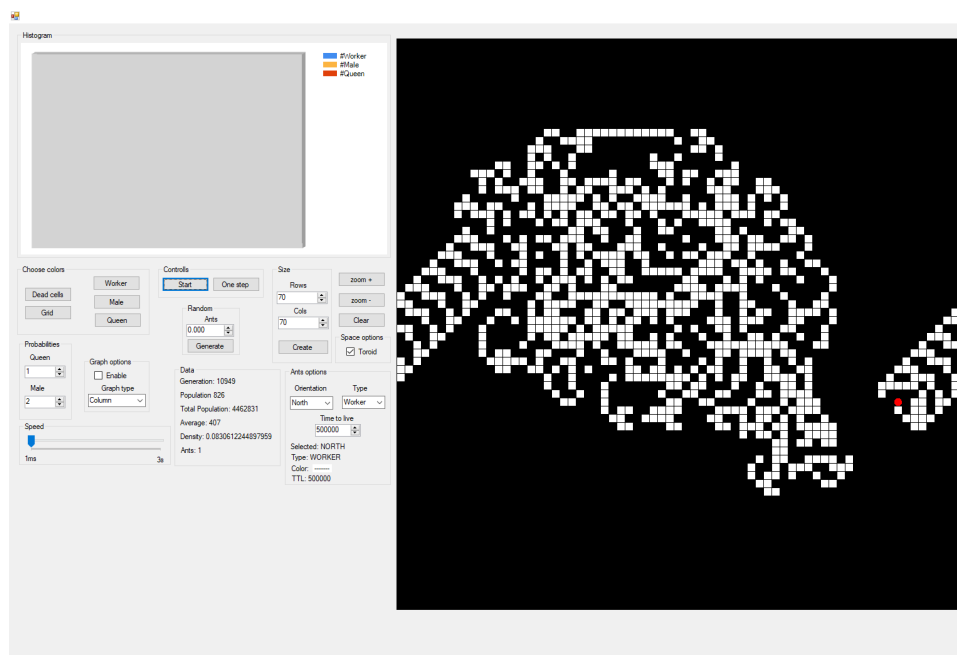 Histogram
#Worker
#Male
#Queen
Choose colors
Dead cells
Grid
Worker
Male
Queen
Controlls
Start
One step
Random
Ants
0.000
Generate
Size
Rows
70
Cols
70
Create
zoom +
zoom -
Clear
Space options
Toroid
Probabilities
Queen
1
Male
2
Graph options
Enable
Graph type
Column
Data
Generation: 10949
Population 826
Total Population: 4462831
Average: 407
Density: 0.0830612244897959
Ants: 1
Ants options
Orientation
North
Type
Worker
Time to live
500000
Selected: NORTH
Type: WORKER
Color:
TTL: 500000
Speed
1ms
3s